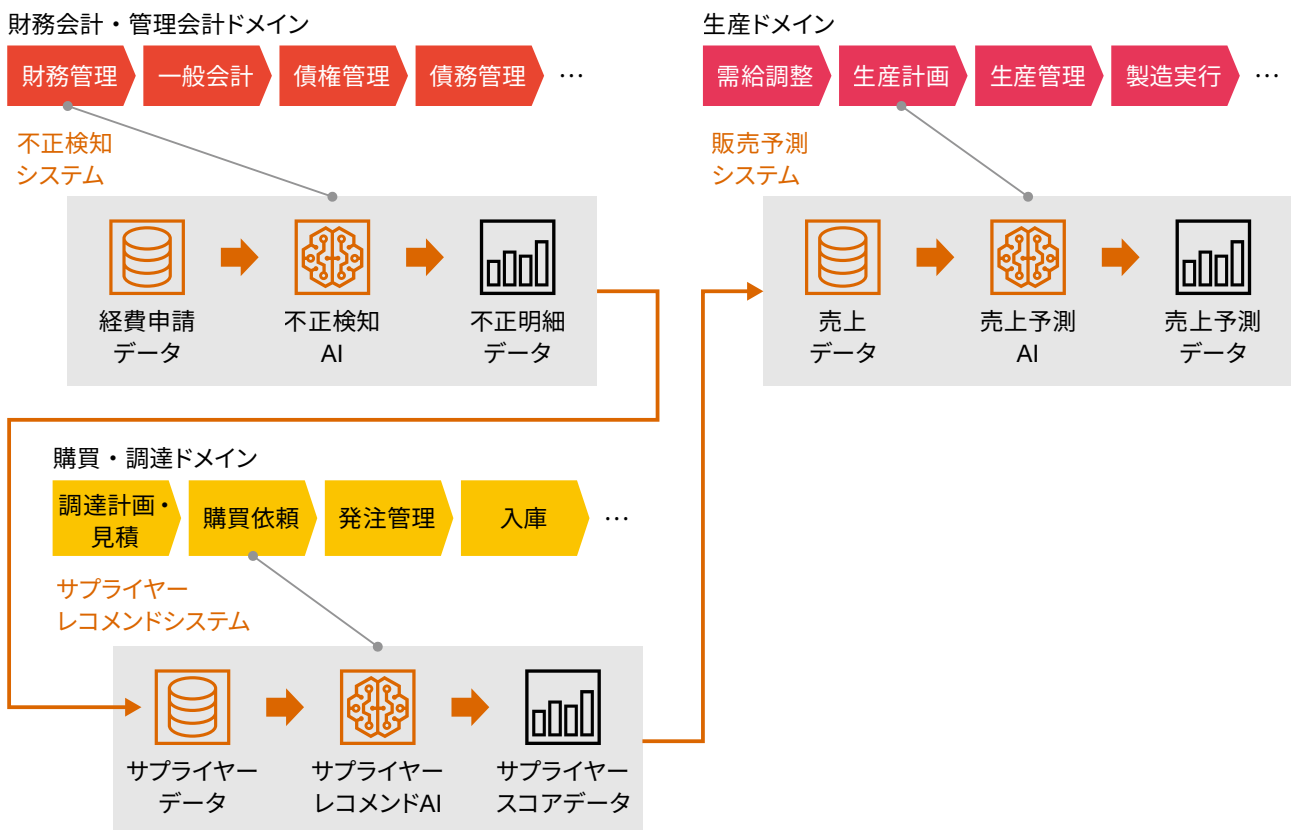 財務会計・管理会計ドメイン
財務管理
一般会計
債権管理
債務管理
…
不正検知
システム
経費申請
データ
不正検知
AI
不正明細
データ
生産ドメイン
需給調整
生産計画
生産管理
製造実行
…
販売予測
システム
売上
データ
売上予測
AI
売上予測
データ
購買・調達ドメイン
調達計画・
見積
購買依頼
発注管理
入庫
…
サプライヤー
レコメンドシステム
サプライヤー
データ
サプライヤー
レコメンドAI
サプライヤー
スコアデータ